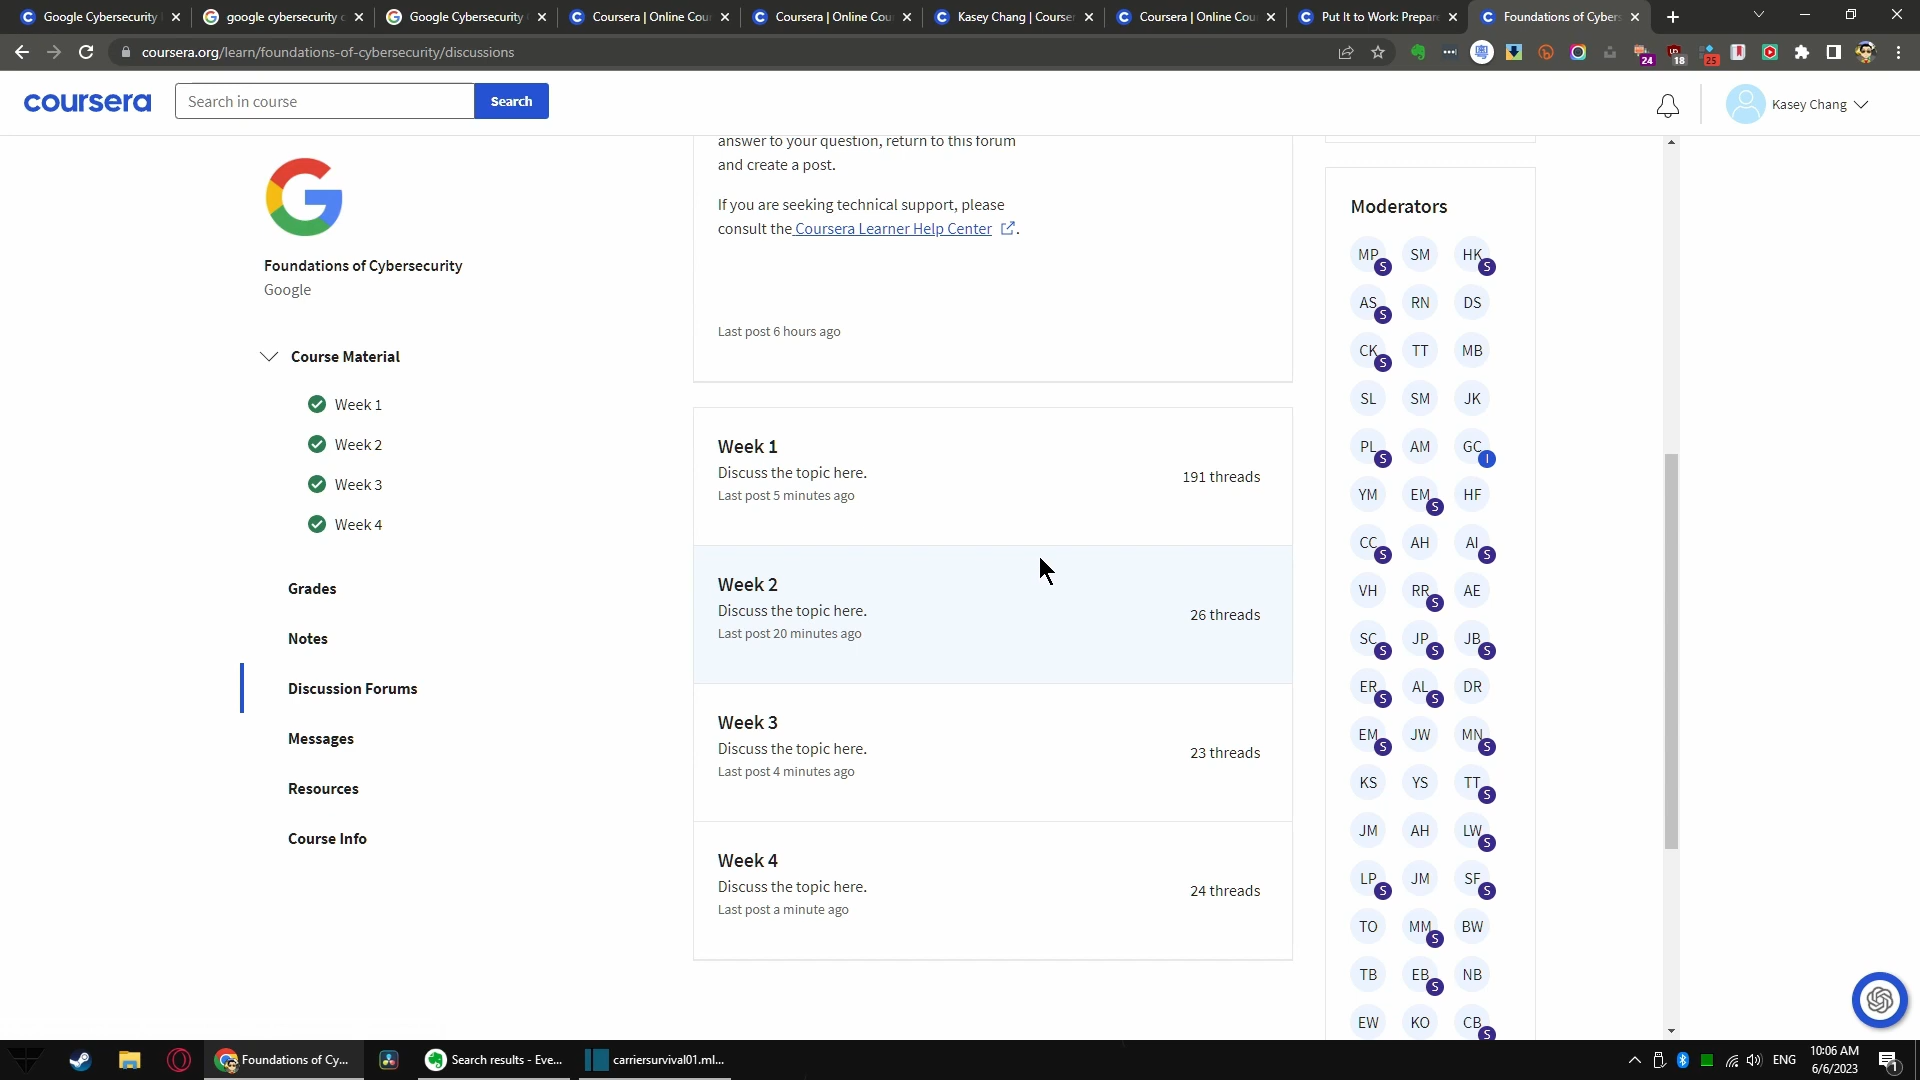 Google Cybersecurity
google cybersecurity c
Google Cybersecurity
Coursera | Online Cou
Coursera | Online Cou
Kasey Chang | Courser
Coursera | Online Cou
Put It to Work: Prepare
Foundations of Cybers
coursera.org/learn/foundations-of-cybersecurity/discussions
24
18
25
coursera
Search in course
Search
Kasey Chang
Foundations of Cybersecurity
Google
Course Material
Week 1
Week 2
Week 3
Week 4
Grades
Notes
Discussion Forums
Messages
Resources
Course Info
answer to your question, return to this forum
and create a post.
If you are seeking technical support, please
consult the Coursera Learner Help Center .
Last post 6 hours ago
Week 1
Discuss the topic here.
Last post 5 minutes ago
191 threads
Week 2
Discuss the topic here.
Last post 20 minutes ago
26 threads
Week 3
Discuss the topic here.
Last post 4 minutes ago
23 threads
Week 4
Discuss the topic here.
Last post a minute ago
24 threads
Moderators
MP S SM HK S
AS S RN DS
CK S TT MB
SL SM JK
PL S AM GC I
YM EM S HF
CC S AH AI S
VH RR S AE
SC S JP S JB S
ER S AL S DR
EM S JW MN S
KS YS TT S
JM AH LW S
LP S JM SF S
TO MM S BW
TB EB S NB
EW KO CB S
Foundations of Cy...
Search results - Eve...
carriersurvival01.ml...
ENG
10:06 AM
6/6/2023
1